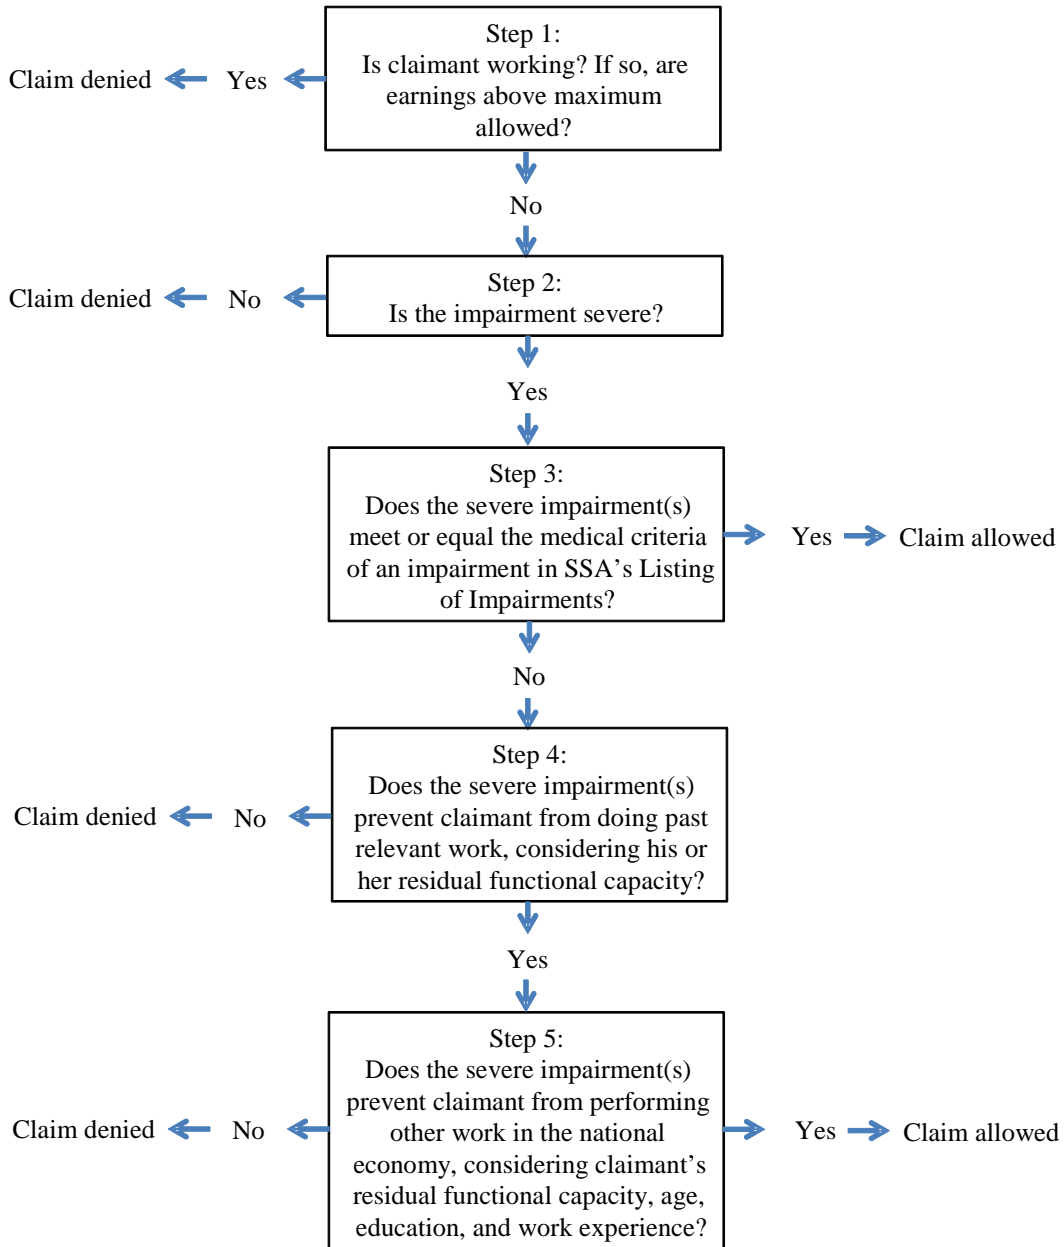 Step 1:
Is claimant working? If so, are
earnings above maximum
allowed?
Claim denied
Yes
No
Step 2:
Is the impairment severe?
Claim denied
No
Yes
Step 3:
Does the severe impairment(s)
meet or equal the medical criteria
of an impairment in SSA’s Listing
of Impairments?
Yes
Claim allowed
No
Step 4:
Does the severe impairment(s)
prevent claimant from doing past
relevant work, considering his or
her residual functional capacity?
Claim denied
No
Yes
Step 5:
Does the severe impairment(s)
prevent claimant from performing
other work in the national
economy, considering claimant’s
residual functional capacity, age,
education, and work experience?
Claim denied
No
Yes
Claim allowed